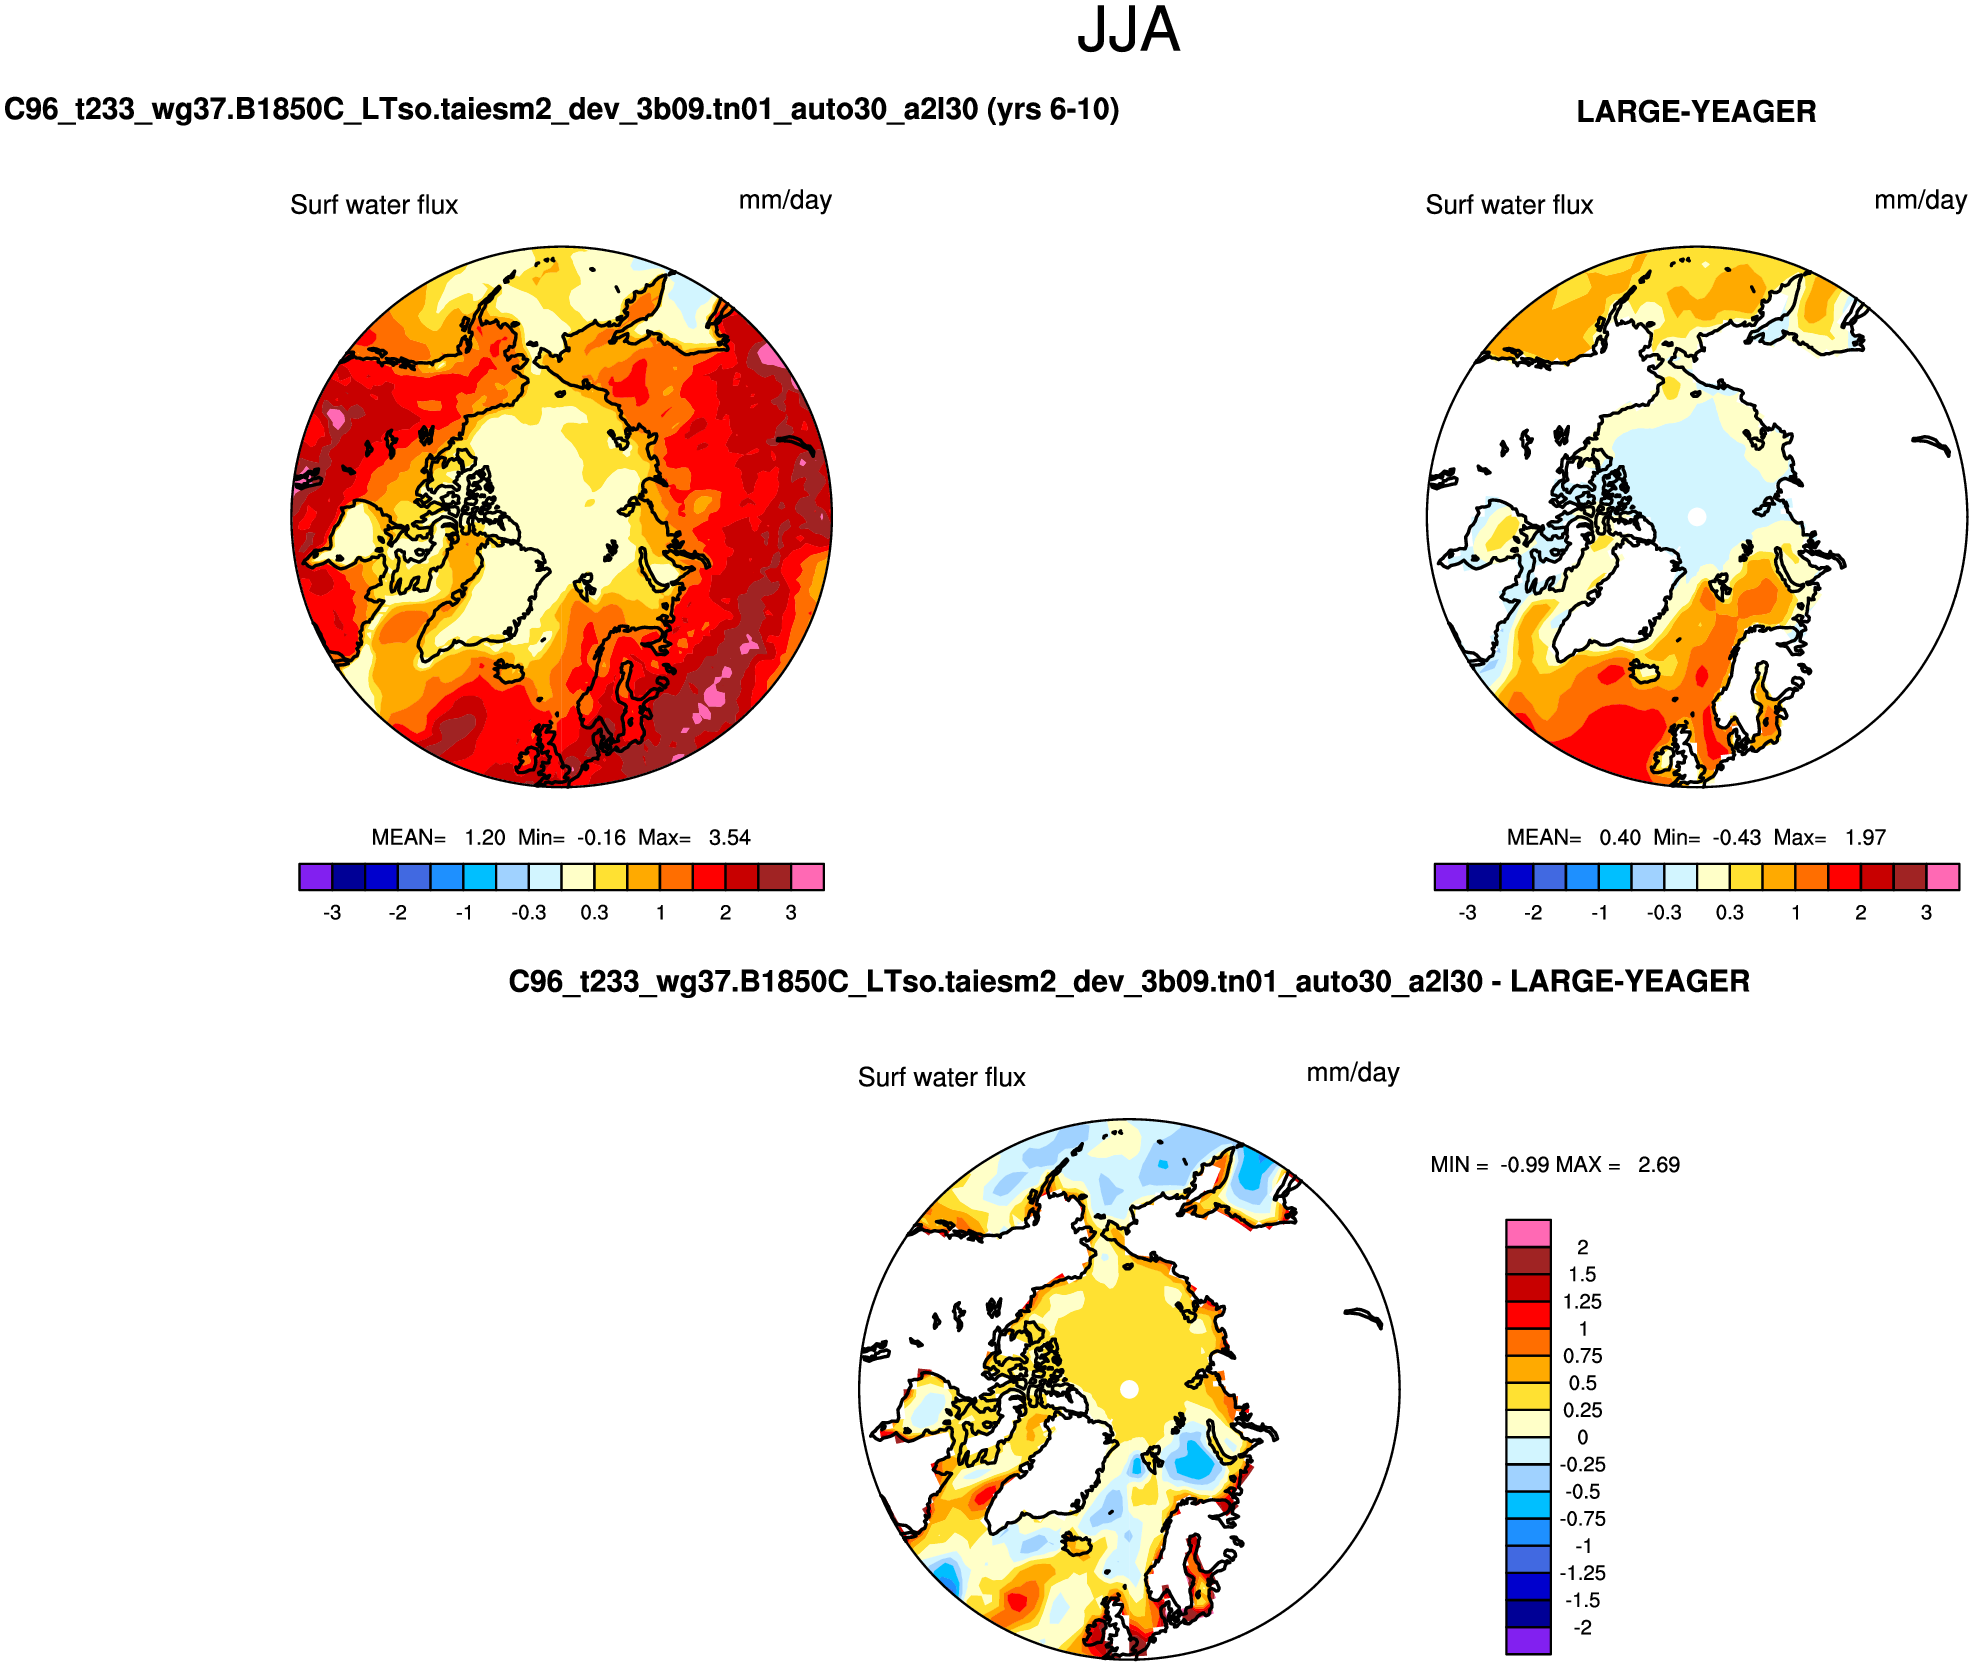 JJA
C96_t233_wg37.B1850C_LTso.taiesm2_dev_3b09.tn01_auto30_a2l30 (yrs 6-10)
LARGE-YEAGER
Surf water flux mm/day
Surf water flux mm/day
MEAN= 1.20 Min= -0.16 Max= 3.54
-3 -2 -1 -0.3 0.3 1 2 3
MEAN= 0.40 Min= -0.43 Max= 1.97
-3 -2 -1 -0.3 0.3 1 2 3
C96_t233_wg37.B1850C_LTso.taiesm2_dev_3b09.tn01_auto30_a2l30 - LARGE-YEAGER
Surf water flux mm/day
MIN = -0.99 MAX = 2.69
2
1.5
1.25
1
0.75
0.5
0.25
0
-0.25
-0.5
-0.75
-1
-1.25
-1.5
-2